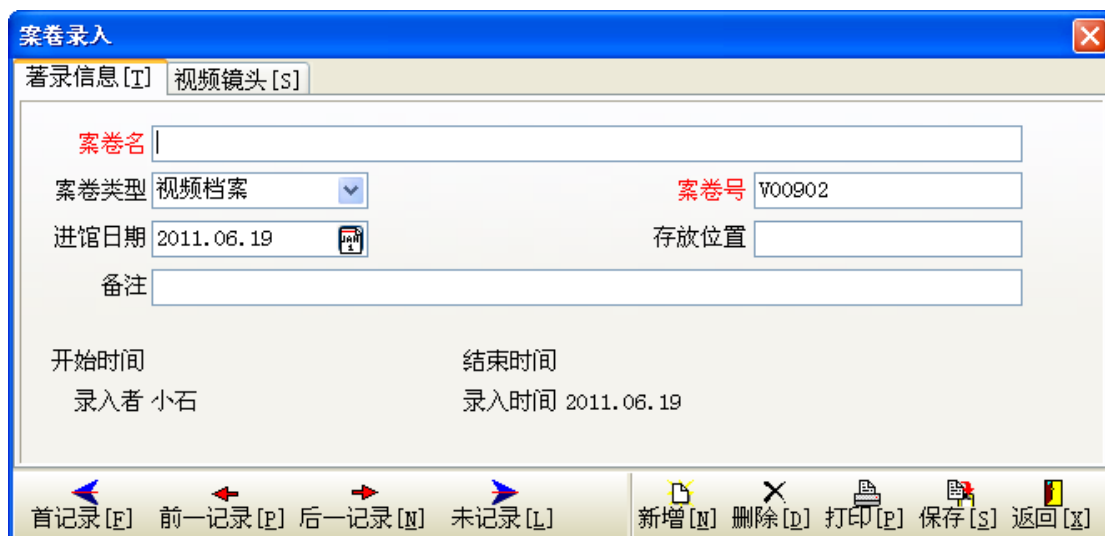 案卷录入
著录信息[T] 视频镜头[S]
案卷名
案卷类型 视频档案 案卷号 V00902
进馆日期 2011.06.19 JAN 1 存放位置
备注
开始时间 结束时间
录入者 小石 录入时间 2011.06.19
首记录[F] 前一记录[P] 后一记录[N] 未记录[L] 新增[N] 删除[D] 打印[P] 保存[S] 返回[X]